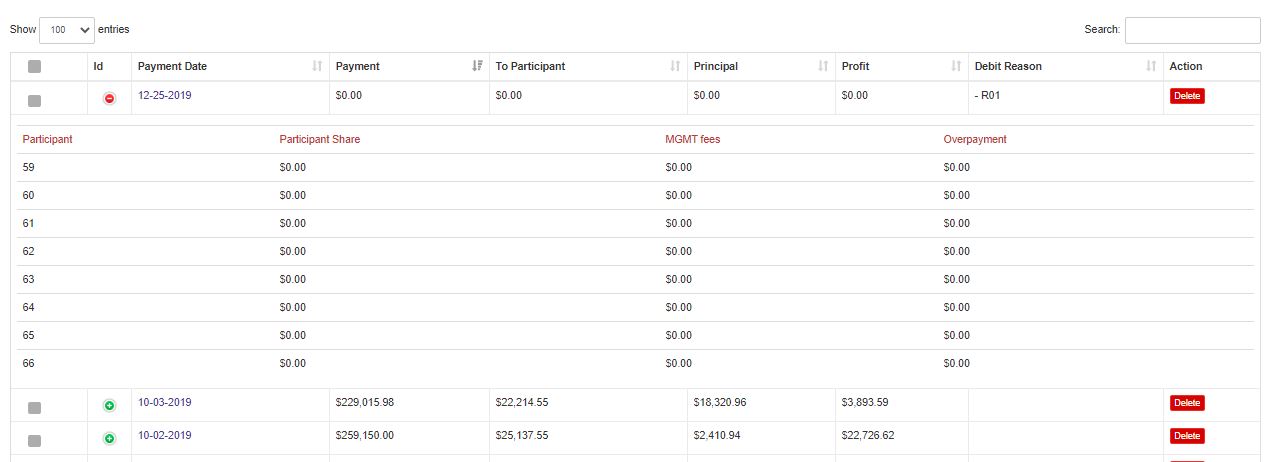 Show 100 entries Search:
Id Payment Date Payment To Participant Principal Profit Debit Reason Action
12-25-2019 $0.00 $0.00 $0.00 $0.00 - R01 Delete
Participant Participant Share MGMT fees Overpayment
59 $0.00 $0.00 $0.00
60 $0.00 $0.00 $0.00
61 $0.00 $0.00 $0.00
62 $0.00 $0.00 $0.00
63 $0.00 $0.00 $0.00
64 $0.00 $0.00 $0.00
65 $0.00 $0.00 $0.00
66 $0.00 $0.00 $0.00
10-03-2019 $229,015.98 $22,214.55 $18,320.96 $3,893.59 Delete
10-02-2019 $259,150.00 $25,137.55 $2,410.94 $22,726.62 Delete